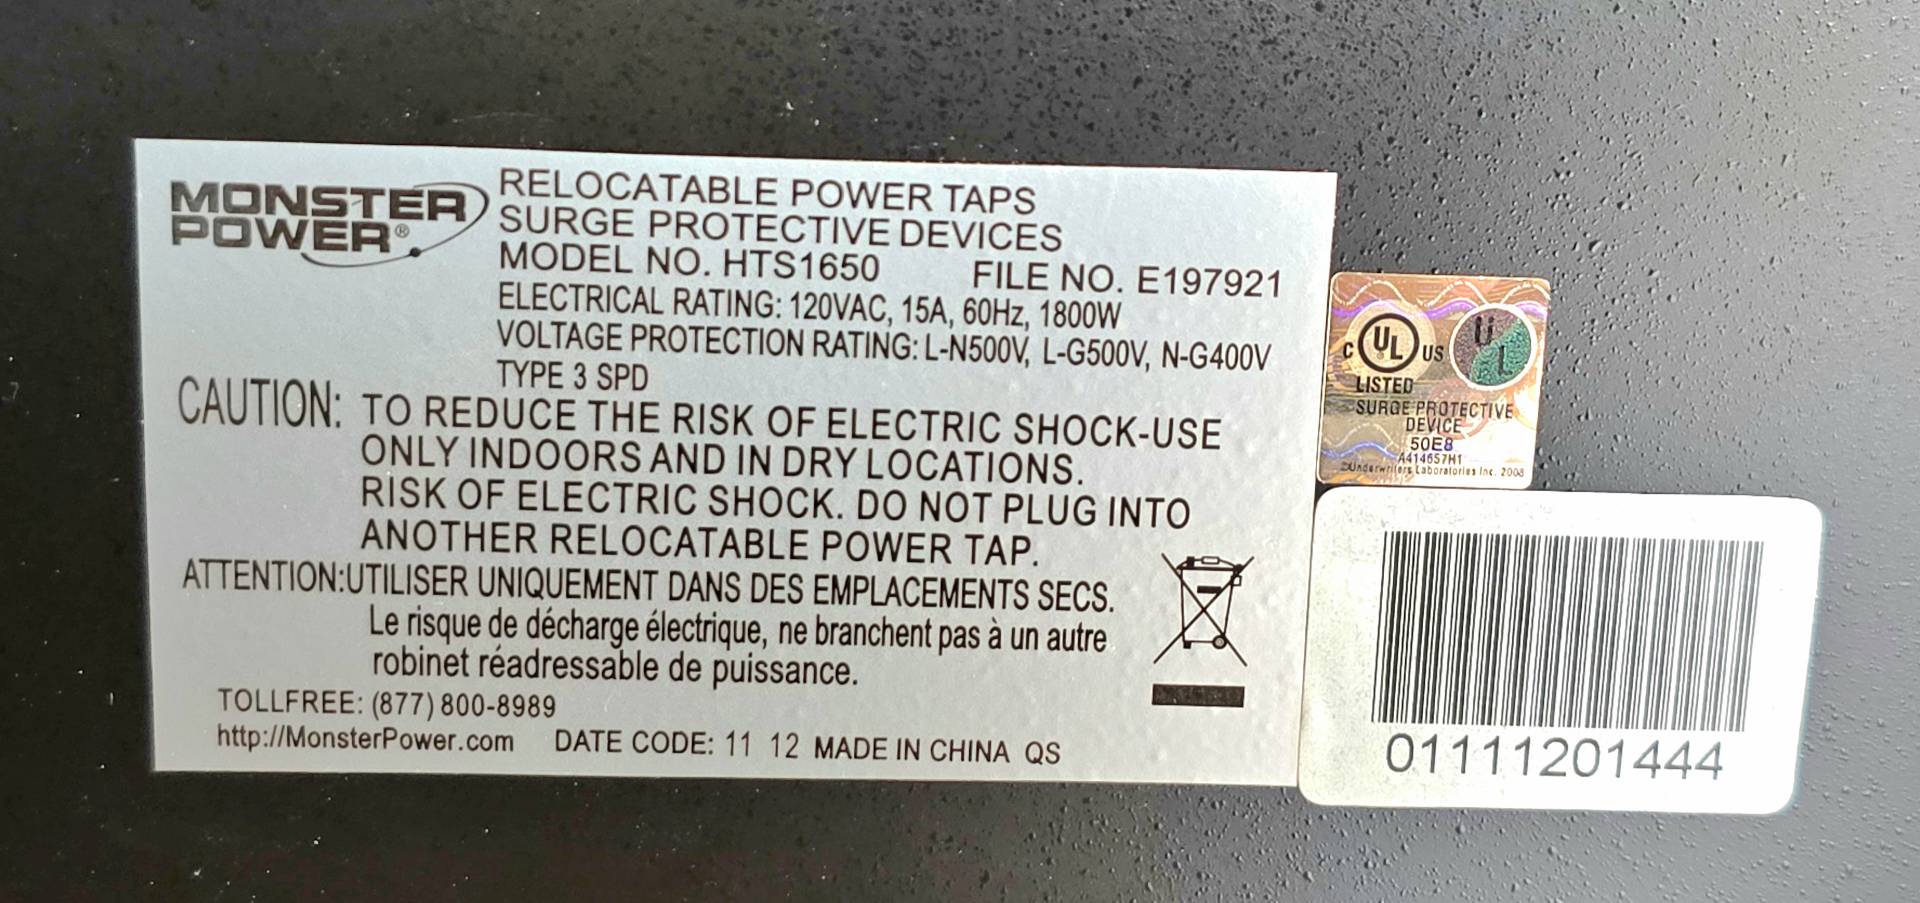 MONSTER
POWER®
RELOCATABLE POWER TAPS
SURGE PROTECTIVE DEVICES
MODEL NO. HTS1650 FILE NO. E197921
ELECTRICAL RATING: 120VAC, 15A, 60Hz, 1800W
VOLTAGE PROTECTION RATING: L-N500V, L-G500V, N-G400V
TYPE 3 SPD
CAUTION: TO REDUCE THE RISK OF ELECTRIC SHOCK-USE
ONLY INDOORS AND IN DRY LOCATIONS.
RISK OF ELECTRIC SHOCK. DO NOT PLUG INTO
ANOTHER RELOCATABLE POWER TAP.
ATTENTION:UTILISER UNIQUEMENT DANS DES EMPLACEMENTS SECS.
Le risque de décharge électrique, ne branchent pas à un autre
robinet réadressable de puissance.
TOLLFREE: (877) 800-8989
http://MonsterPower.com DATE CODE: 11 12 MADE IN CHINA QS
C UL US UL
LISTED
SURGE PROTECTIVE
DEVICE
50E8
A414657H1
©Underwriters Laboratories Inc. 2008
01111201444